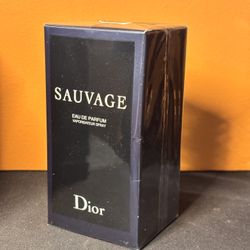 SAUVAGE
EAU DE PARFUM
VAPORISATEUR SPRAY
Dior